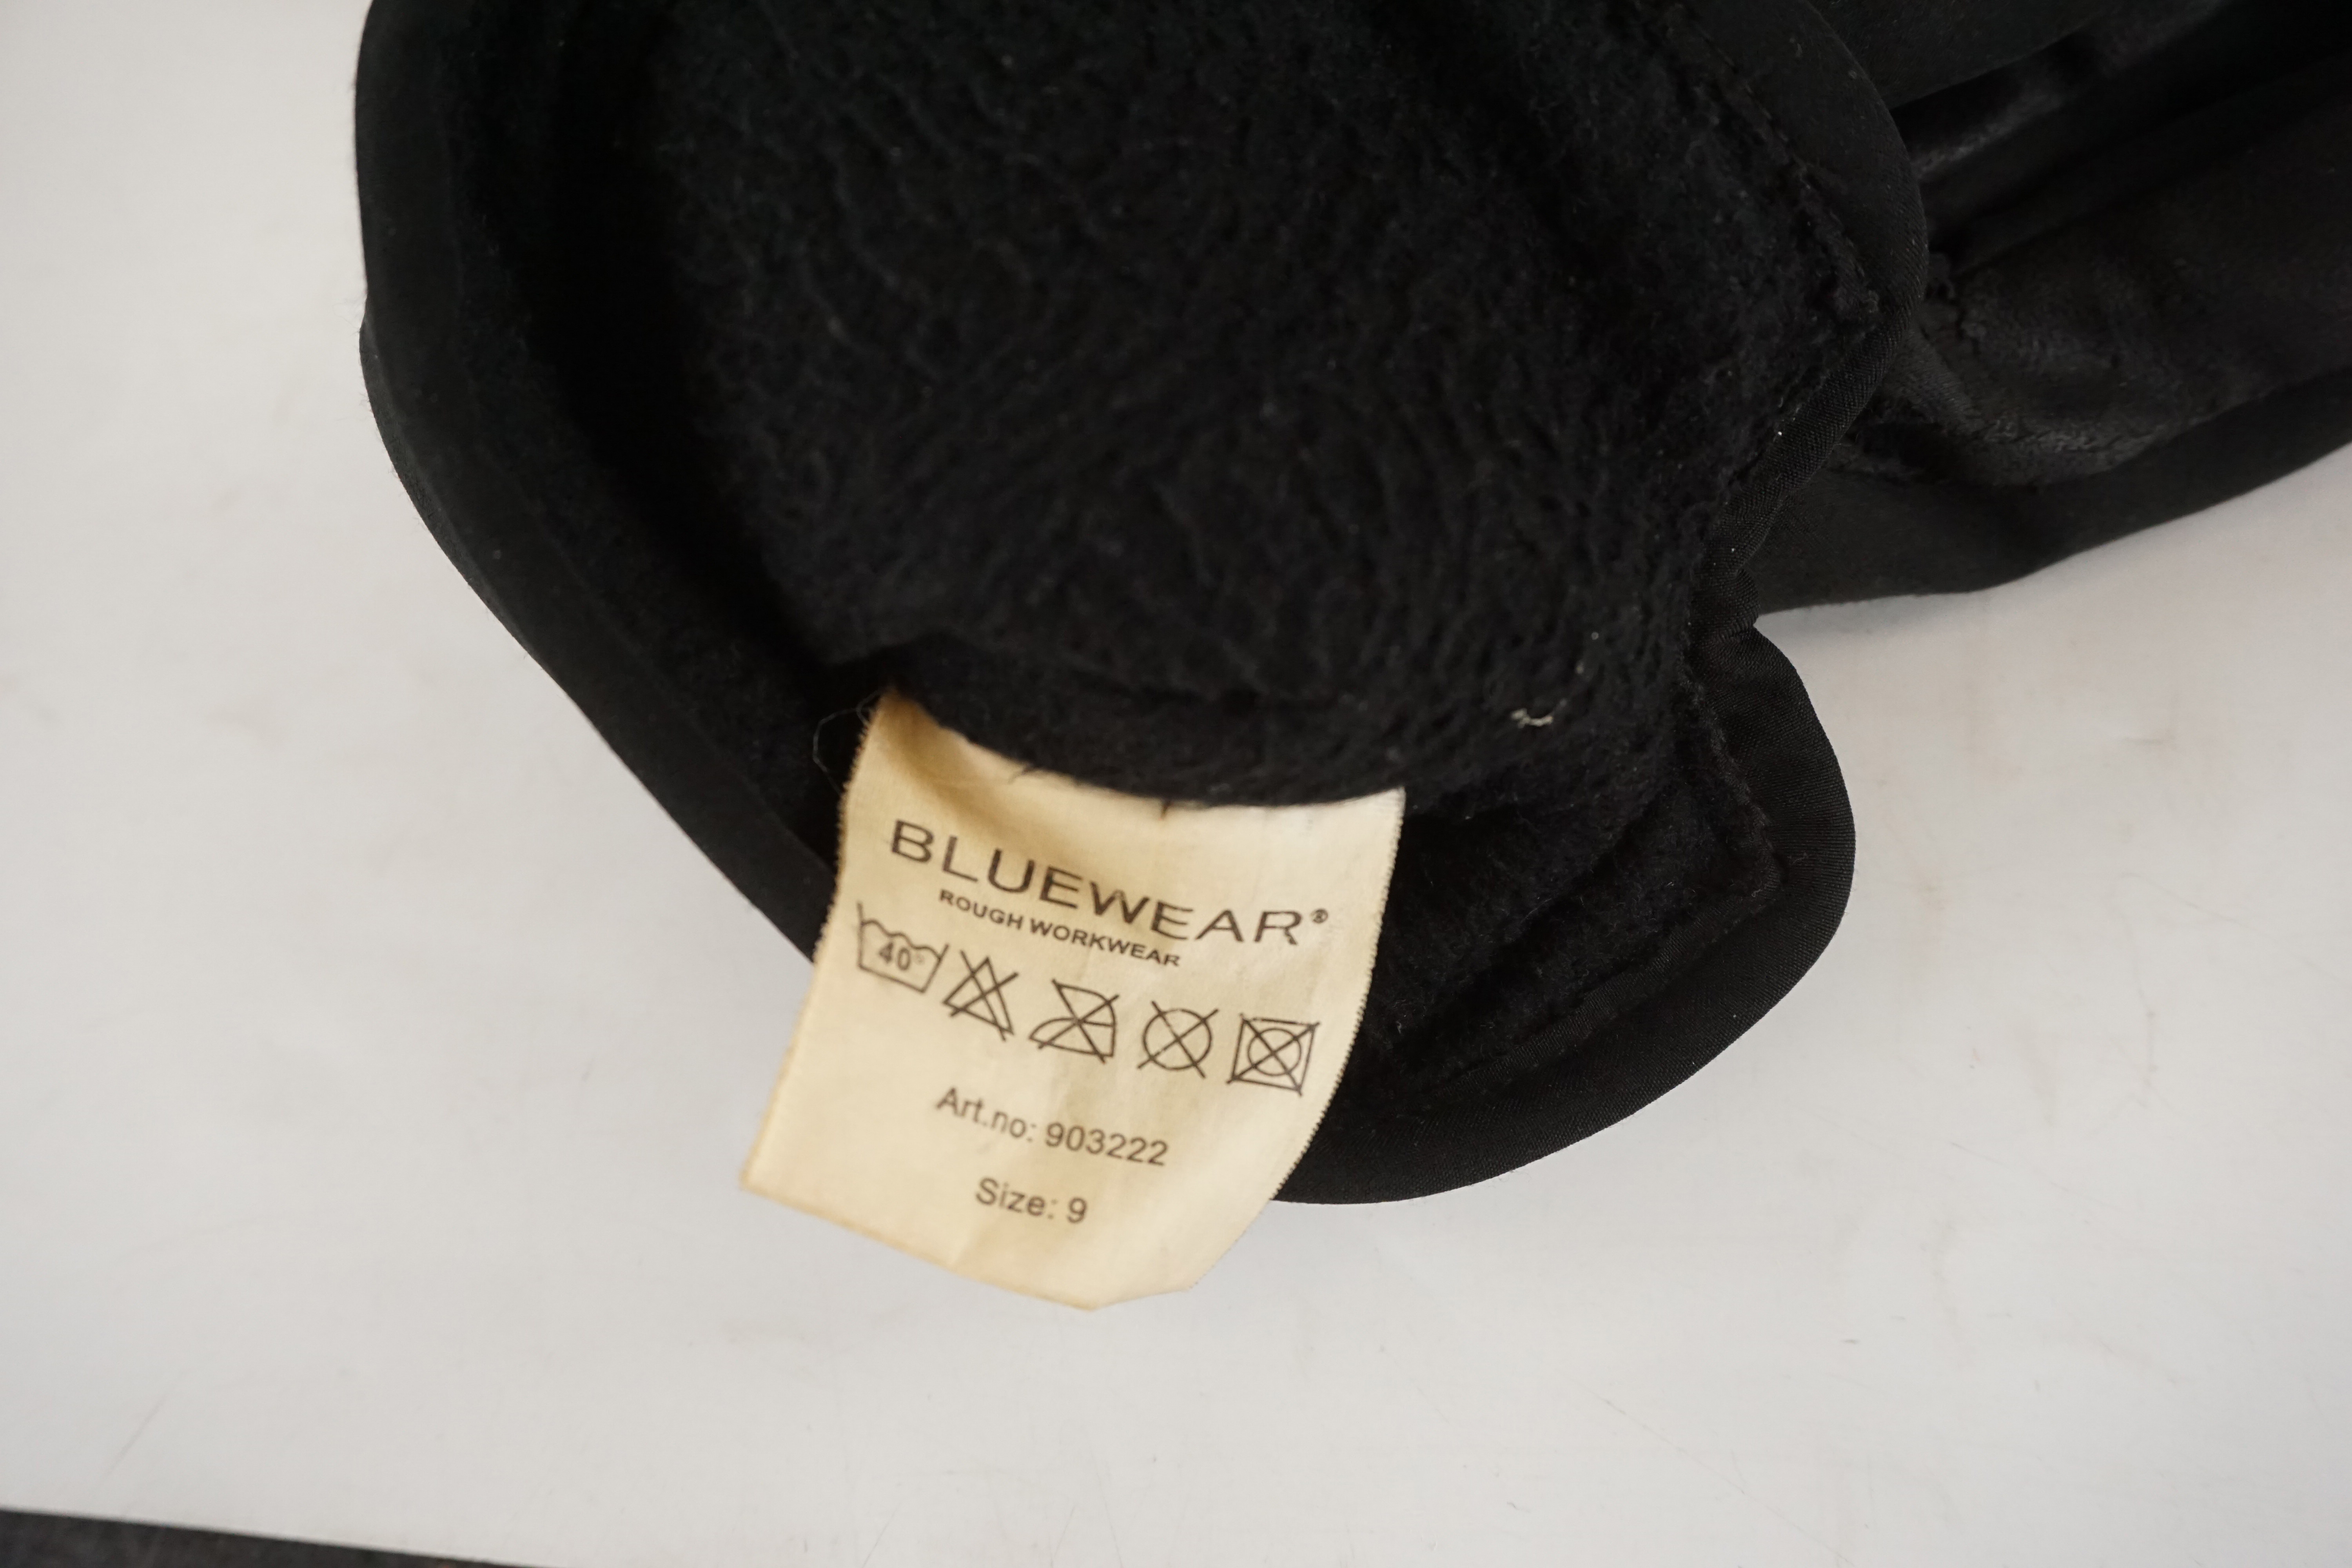 BLUEWEAR®
ROUGH WORKWEAR
40°
Art.no: 903222
Size: 9